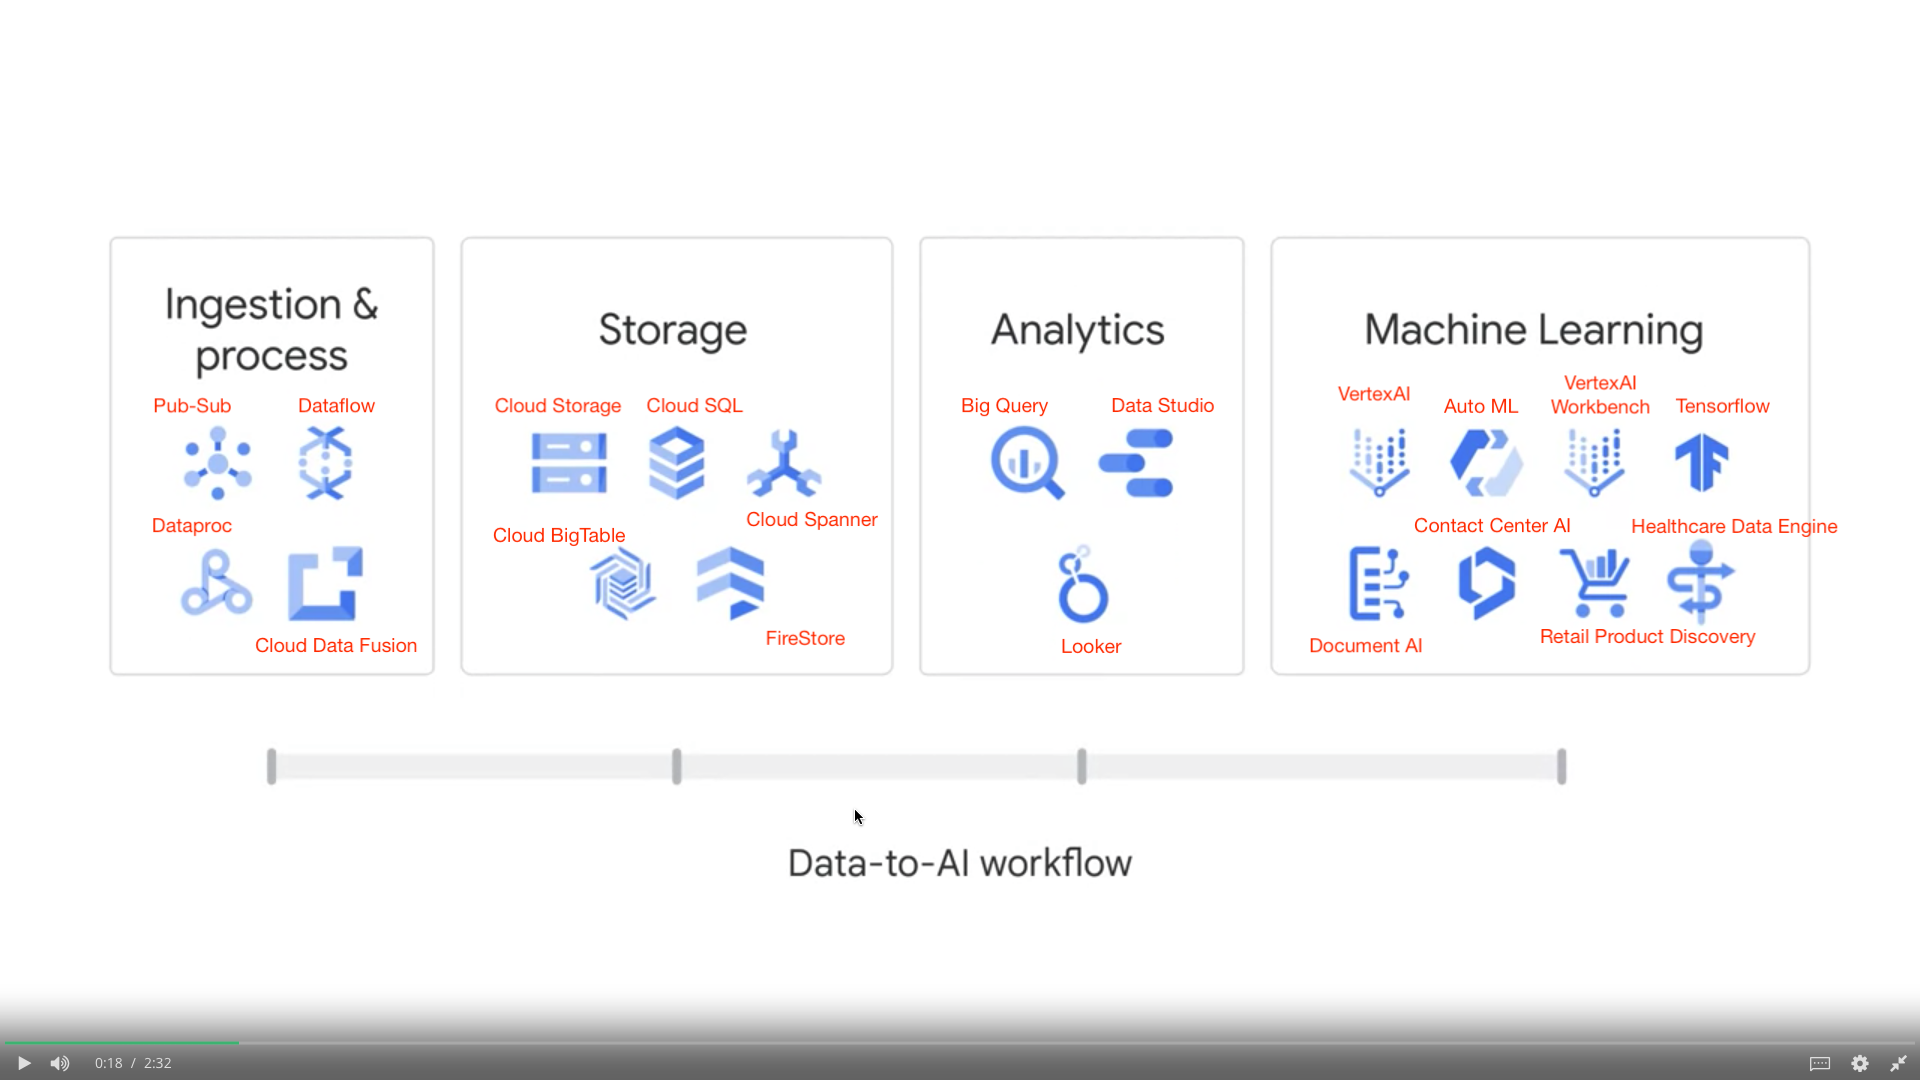 Ingestion &
process
Pub-Sub
Dataflow
Dataproc
Cloud Data Fusion
Storage
Cloud Storage
Cloud SQL
Cloud Spanner
Cloud BigTable
FireStore
Analytics
Big Query
Data Studio
Looker
Machine Learning
VertexAI
Auto ML
VertexAI
Workbench
Tensorflow
Contact Center AI
Healthcare Data Engine
Document AI
Retail Product Discovery
Data-to-AI workflow
0:18 / 2:32